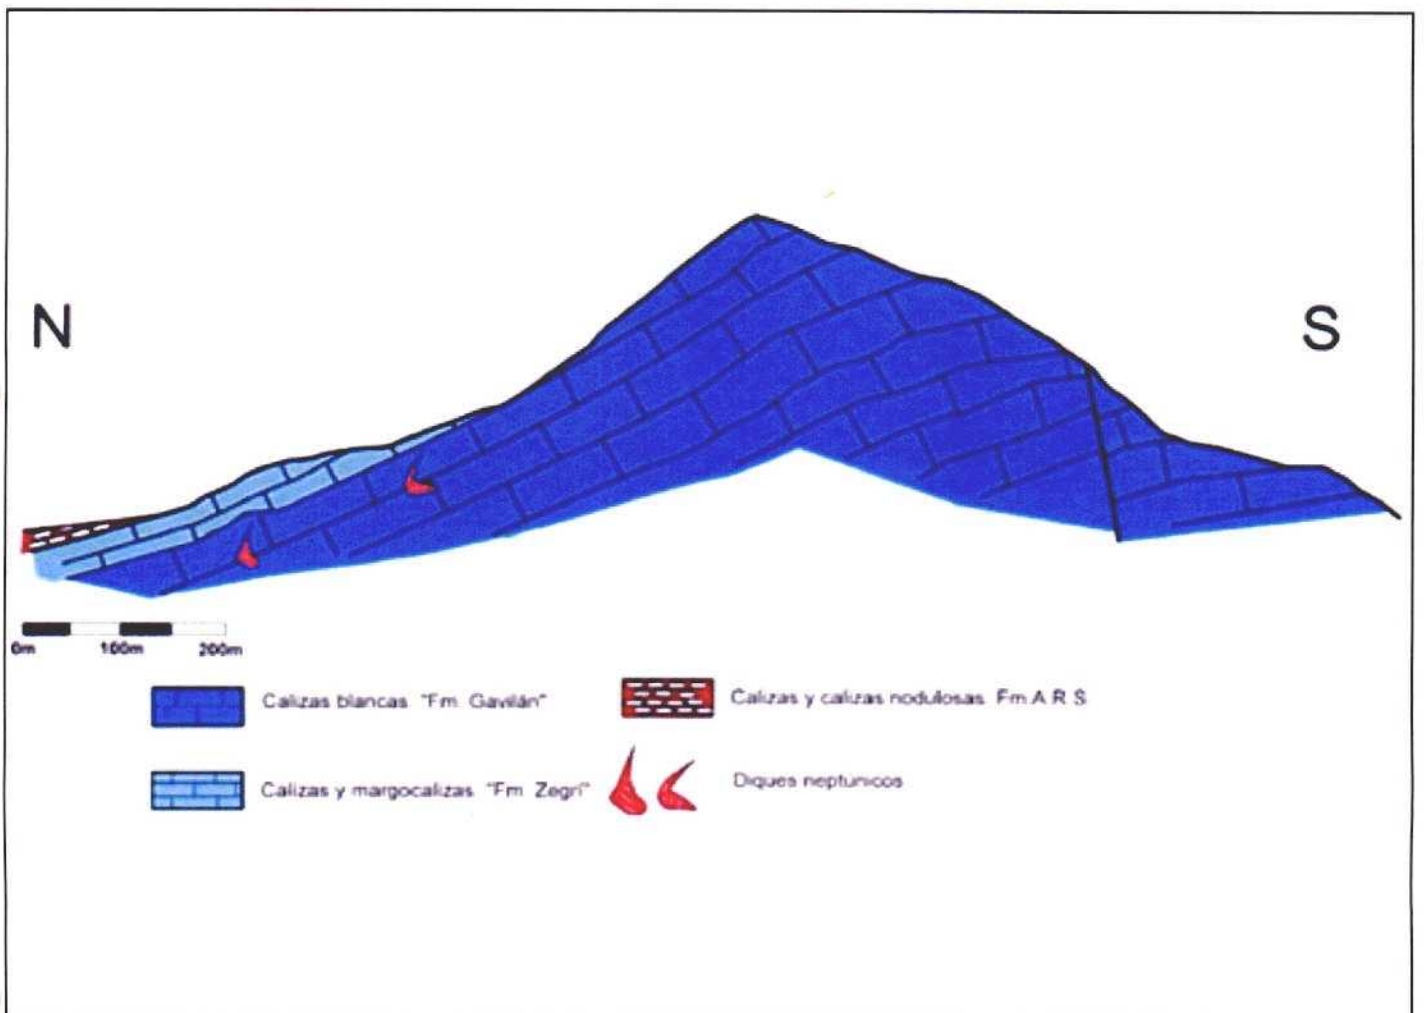 N
S
0m 100m 200m
Calizas blancas "Fm. Gavilán"
Calizas y calizas nodulosas Fm.A.R.S
Calizas y margocalizas "Fm. Zegrí"
Diques neptunicos